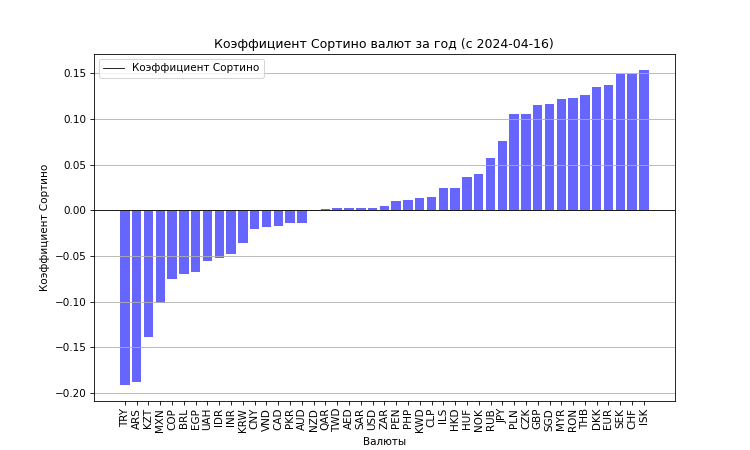 Коэффициент Сортино валют за год (с 2024-04-16)
Коэффициент Сортино
0.15
0.10
0.05
0.00
−0.05
−0.10
−0.15
−0.20
Коэффициент Сортино
TRY ARS KZT MXN COP BRL EGP UAH IDR INR KRW CNY VND CAD PKR AUD NZD QAR TWD AED SAR USD ZAR PEN PHP KWD CLP ILS HKD HUF NOK RUB JPY PLN CZK GBP SGD MYR RON THB DKK EUR SEK CHF ISK
Валюты